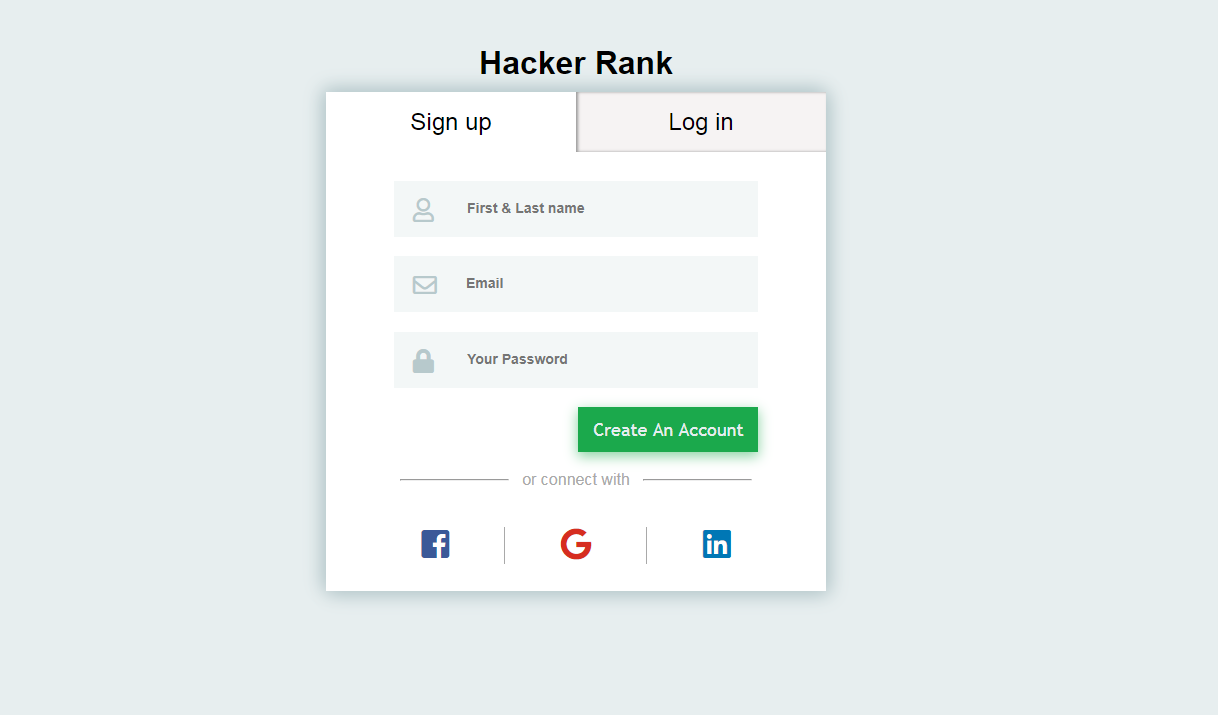 Hacker Rank
Sign up
Log in
First & Last name
Email
Your Password
Create An Account
or connect with